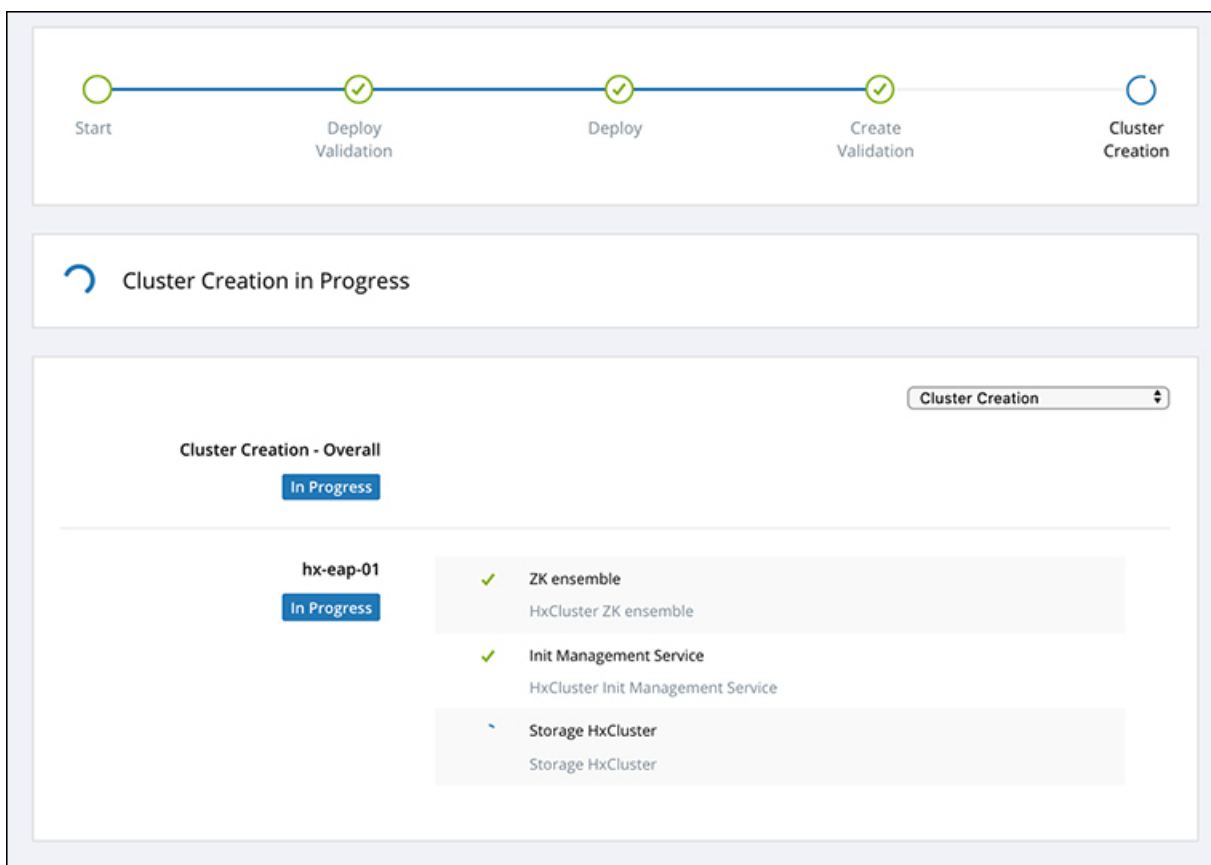 Start
Deploy
Validation
Deploy
Create
Validation
Cluster
Creation
Cluster Creation in Progress
Cluster Creation
Cluster Creation - Overall
In Progress
hx-eap-01
In Progress
ZK ensemble
HxCluster ZK ensemble
Init Management Service
HxCluster Init Management Service
Storage HxCluster
Storage HxCluster